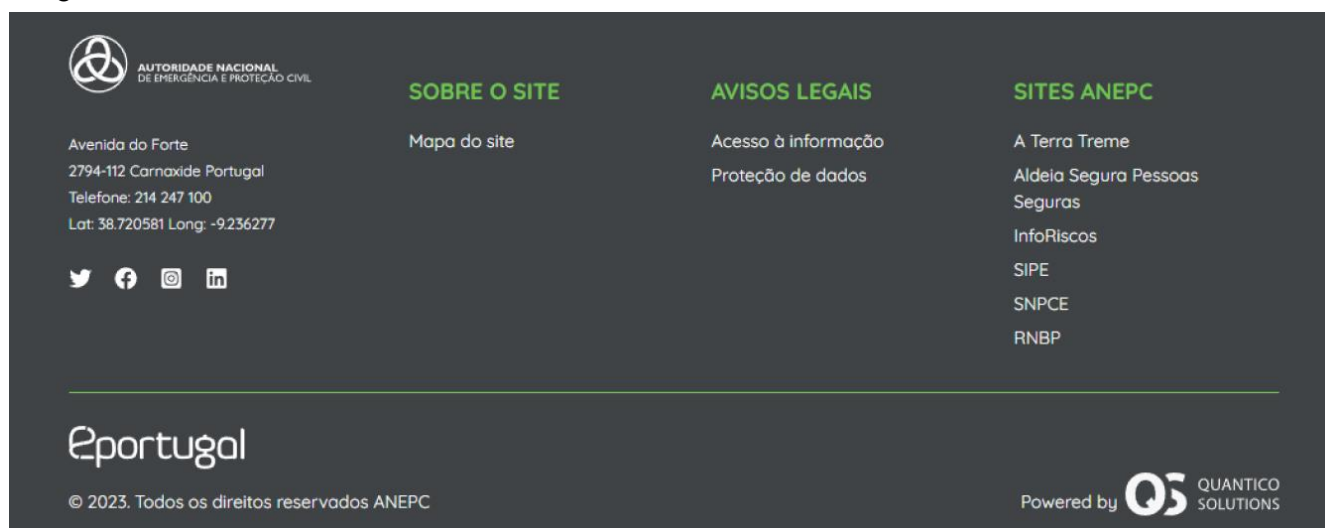 AUTORIDADE NACIONAL
DE EMERGÊNCIA E PROTEÇÃO CIVIL
Avenida do Forte
2794-112 Carnaxide Portugal
Telefone: 214 247 100
Lat: 38.720581 Long: -9.236277
SOBRE O SITE
Mapa do site
AVISOS LEGAIS
Acesso à informação
Proteção de dados
SITES ANEPC
A Terra Treme
Aldeia Segura Pessoas
Seguras
InfoRiscos
SIPE
SNPCE
RNBP
eportugal
© 2023. Todos os direitos reservados ANEPC
Powered by QS QUANTICO
SOLUTIONS